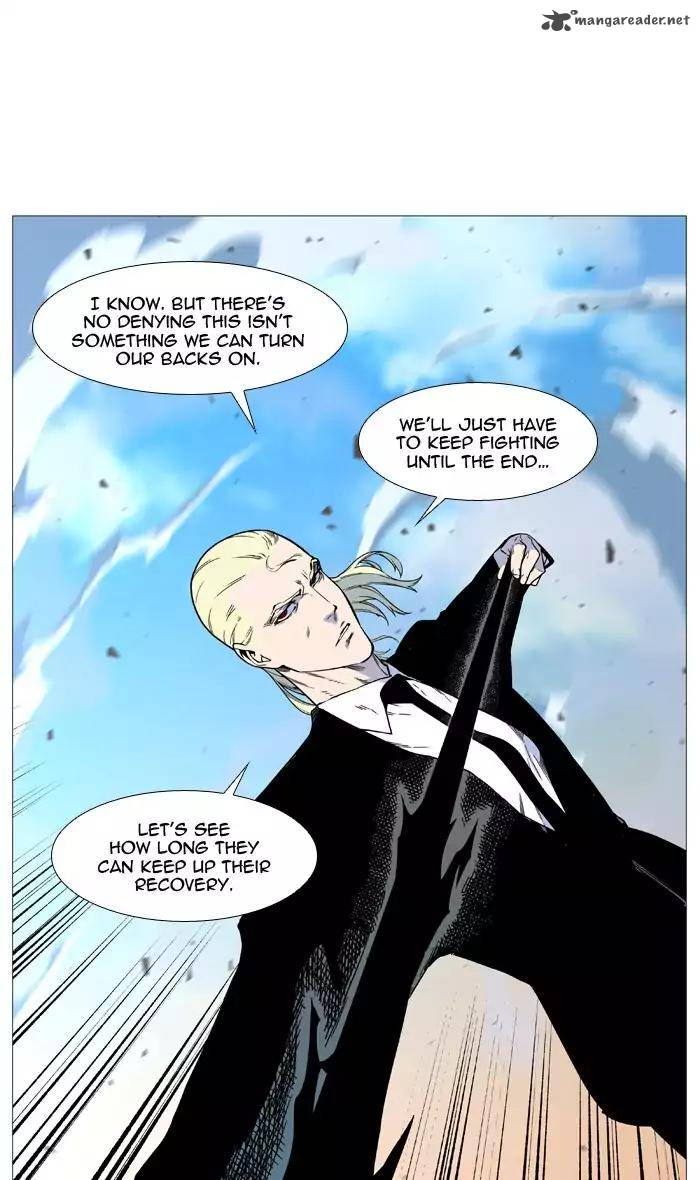 mangareader.net
I KNOW. BUT THERE'S
NO DENYING THIS ISN'T
SOMETHING WE CAN TURN
OUR BACKS ON.
WE'LL JUST HAVE
TO KEEP FIGHTING
UNTIL THE END...
LET'S SEE
HOW LONG THEY
CAN KEEP UP THEIR
RECOVERY.